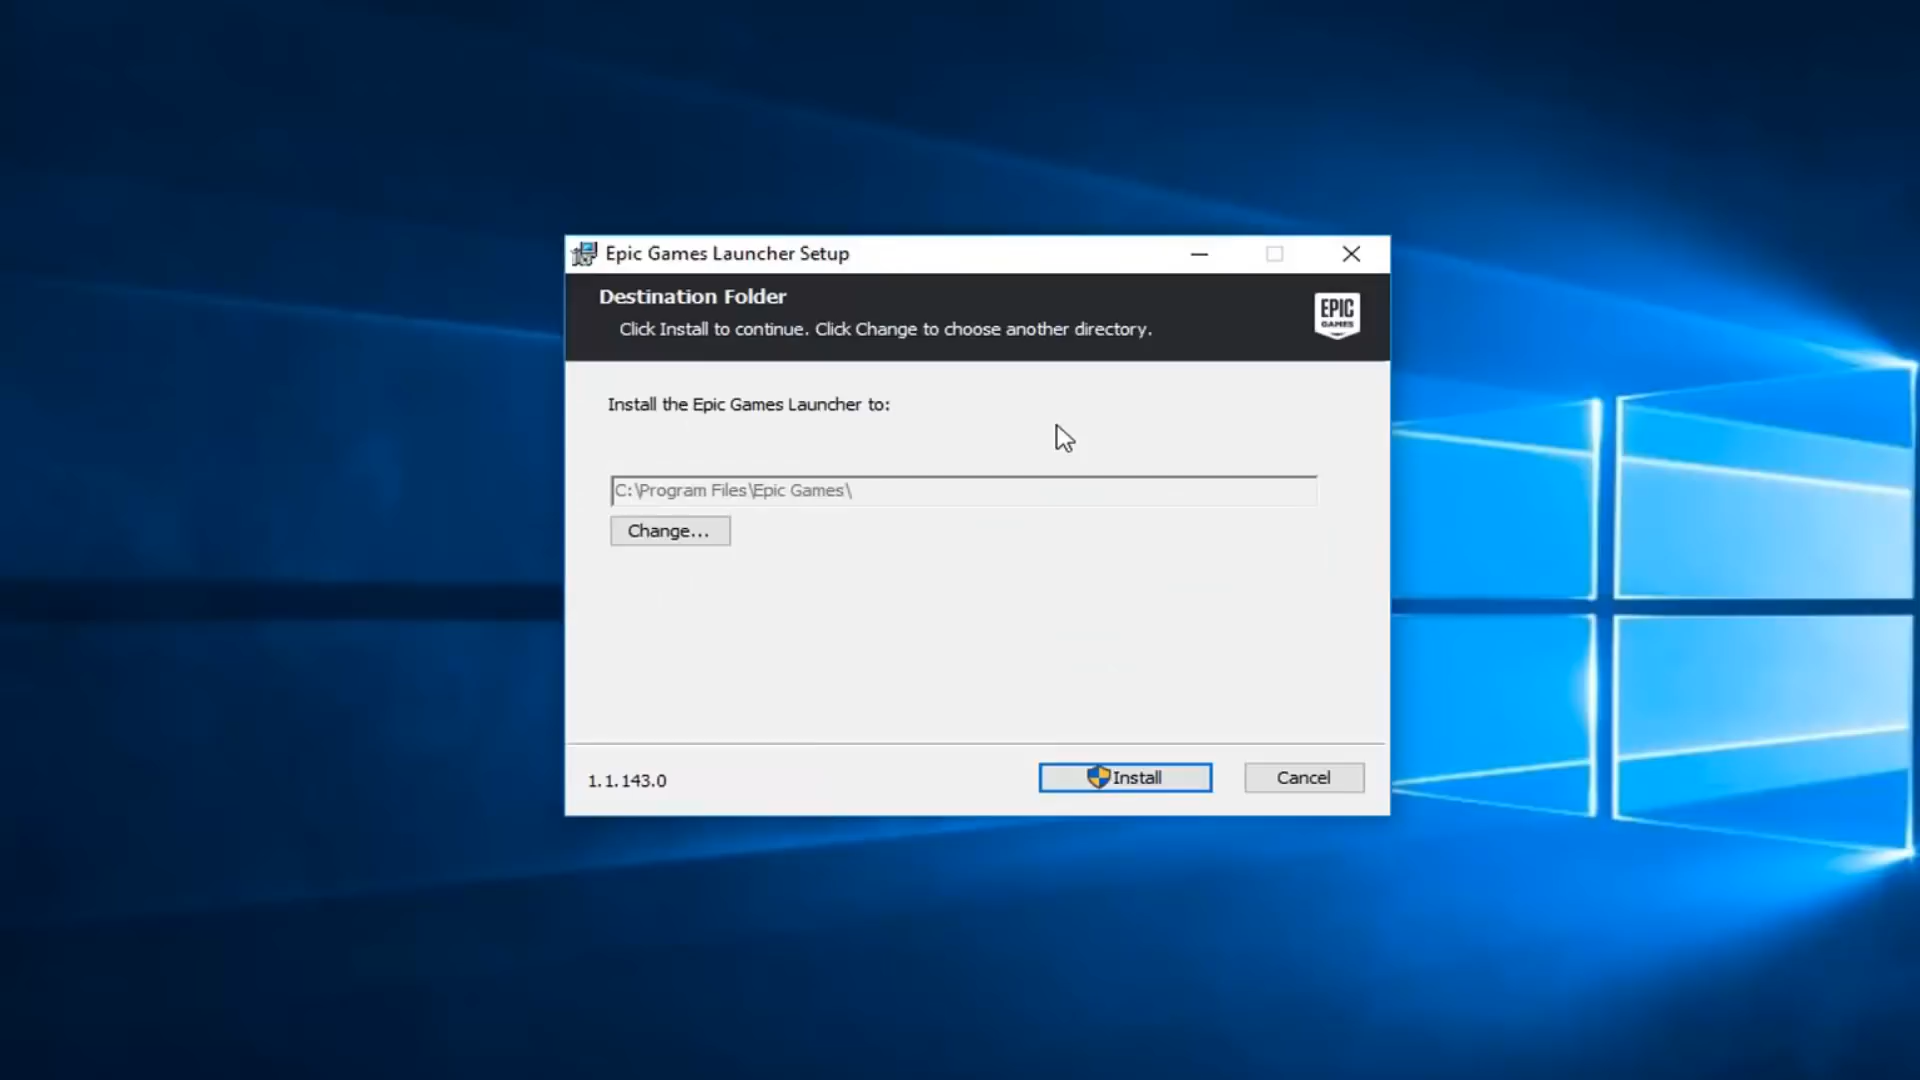 Epic Games Launcher Setup
Destination Folder
Click Install to continue. Click Change to choose another directory.
EPIC
GAMES
Install the Epic Games Launcher to:
C:\Program Files\Epic Games\
Change...
1.1.143.0
Install
Cancel